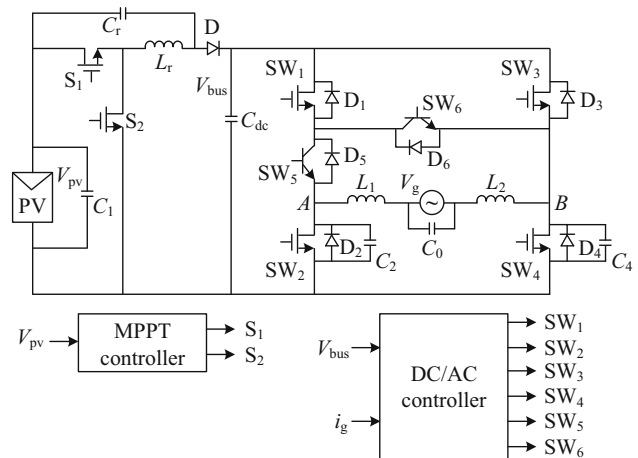 C_r
D
S_1
L_r
SW_1
SW_3
V_bus
D_1
D_3
SW_6
S_2
C_dc
V_pv
D_5
D_6
SW_5
PV
C_1
A
L_1
V_g
L_2
B
C_0
SW_2
D_2
C_2
SW_4
D_4
C_4
V_pv
MPPT
controller
S_1
S_2
V_bus
i_g
DC/AC
controller
SW_1
SW_2
SW_3
SW_4
SW_5
SW_6